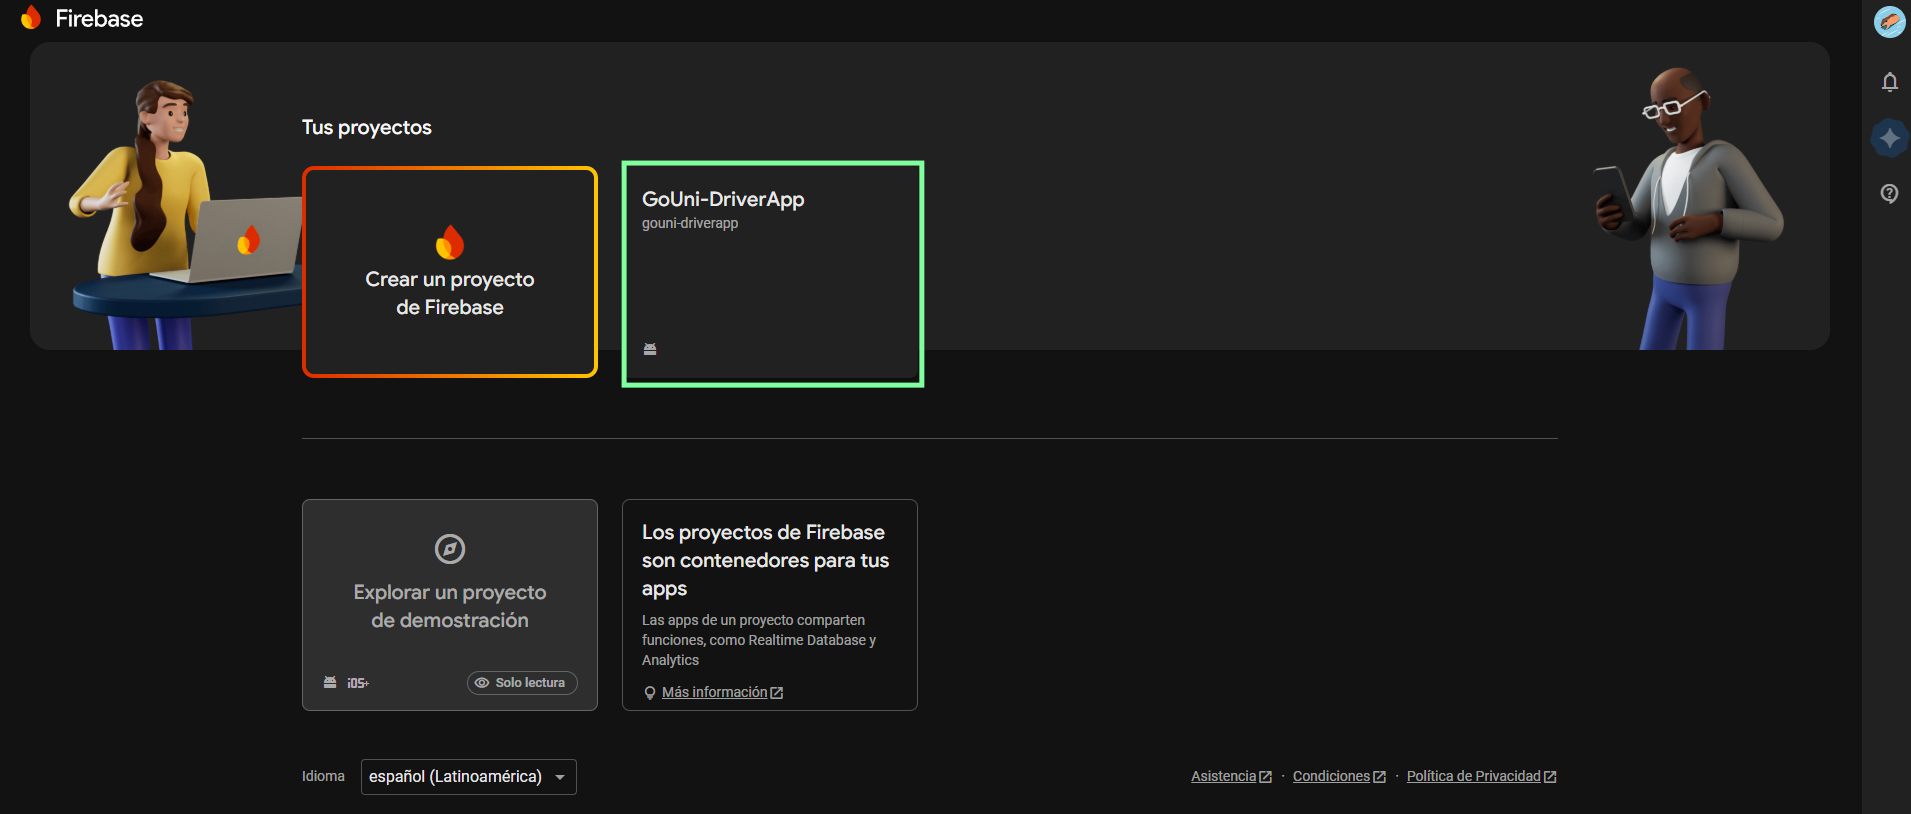 Firebase
Tus proyectos
Crear un proyecto
de Firebase
GoUni-DriverApp
gouni-driverapp
Explorar un proyecto
de demostración
iOS+
Solo lectura
Los proyectos de Firebase
son contenedores para tus
apps
Las apps de un proyecto comparten
funciones, como Realtime Database y
Analytics
Más información
Idioma
español (Latinoamérica)
Asistencia · Condiciones · Política de Privacidad